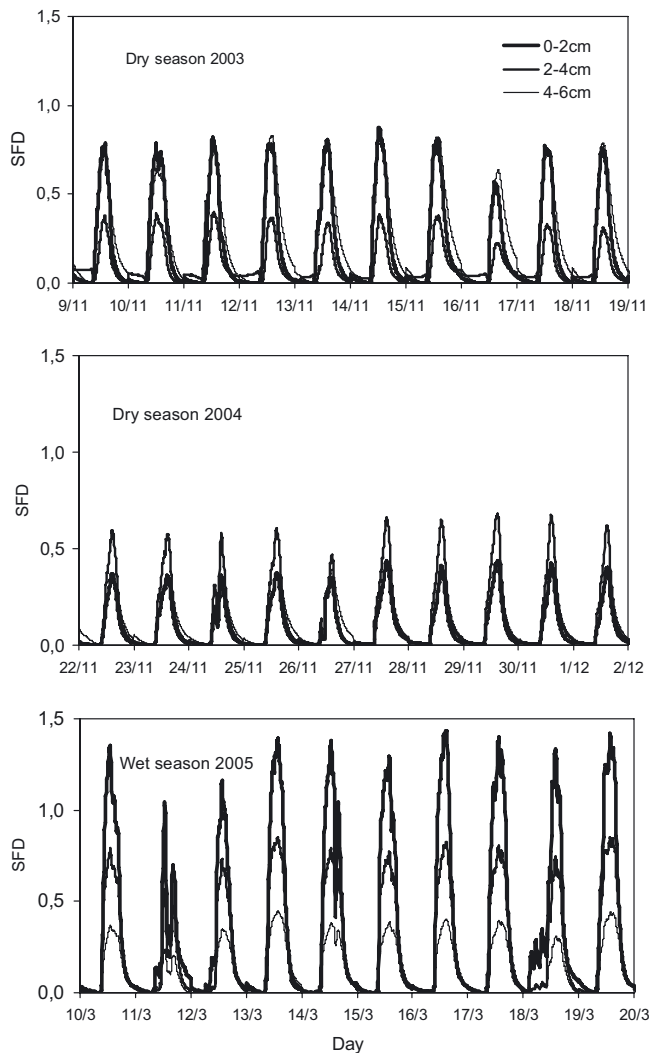 1,5
Dry season 2003
0-2cm
2-4cm
4-6cm
1,0
SFD
0,5
0,0
9/11 10/11 11/11 12/11 13/11 14/11 15/11 16/11 17/11 18/11 19/11
1,5
Dry season 2004
1,0
SFD
0,5
0,0
22/11 23/11 24/11 25/11 26/11 27/11 28/11 29/11 30/11 1/12 2/12
1,5
Wet season 2005
1,0
SFD
0,5
0,0
10/3 11/3 12/3 13/3 14/3 15/3 16/3 17/3 18/3 19/3 20/3
Day